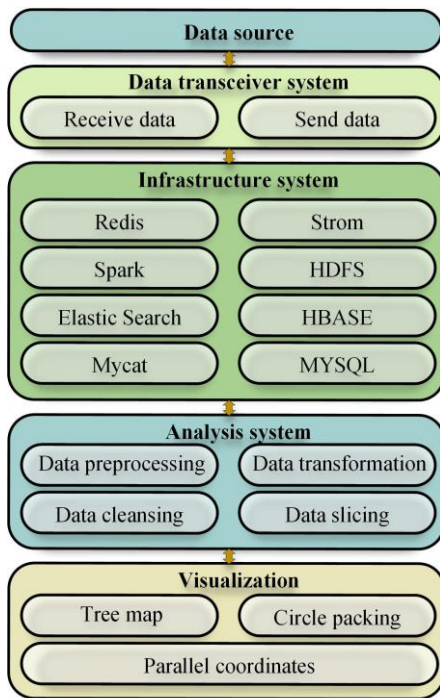 Data source
Data transceiver system
Receive data
Send data
Infrastructure system
Redis
Strom
Spark
HDFS
Elastic Search
HBASE
Mycat
MYSQL
Analysis system
Data preprocessing
Data transformation
Data cleansing
Data slicing
Visualization
Tree map
Circle packing
Parallel coordinates